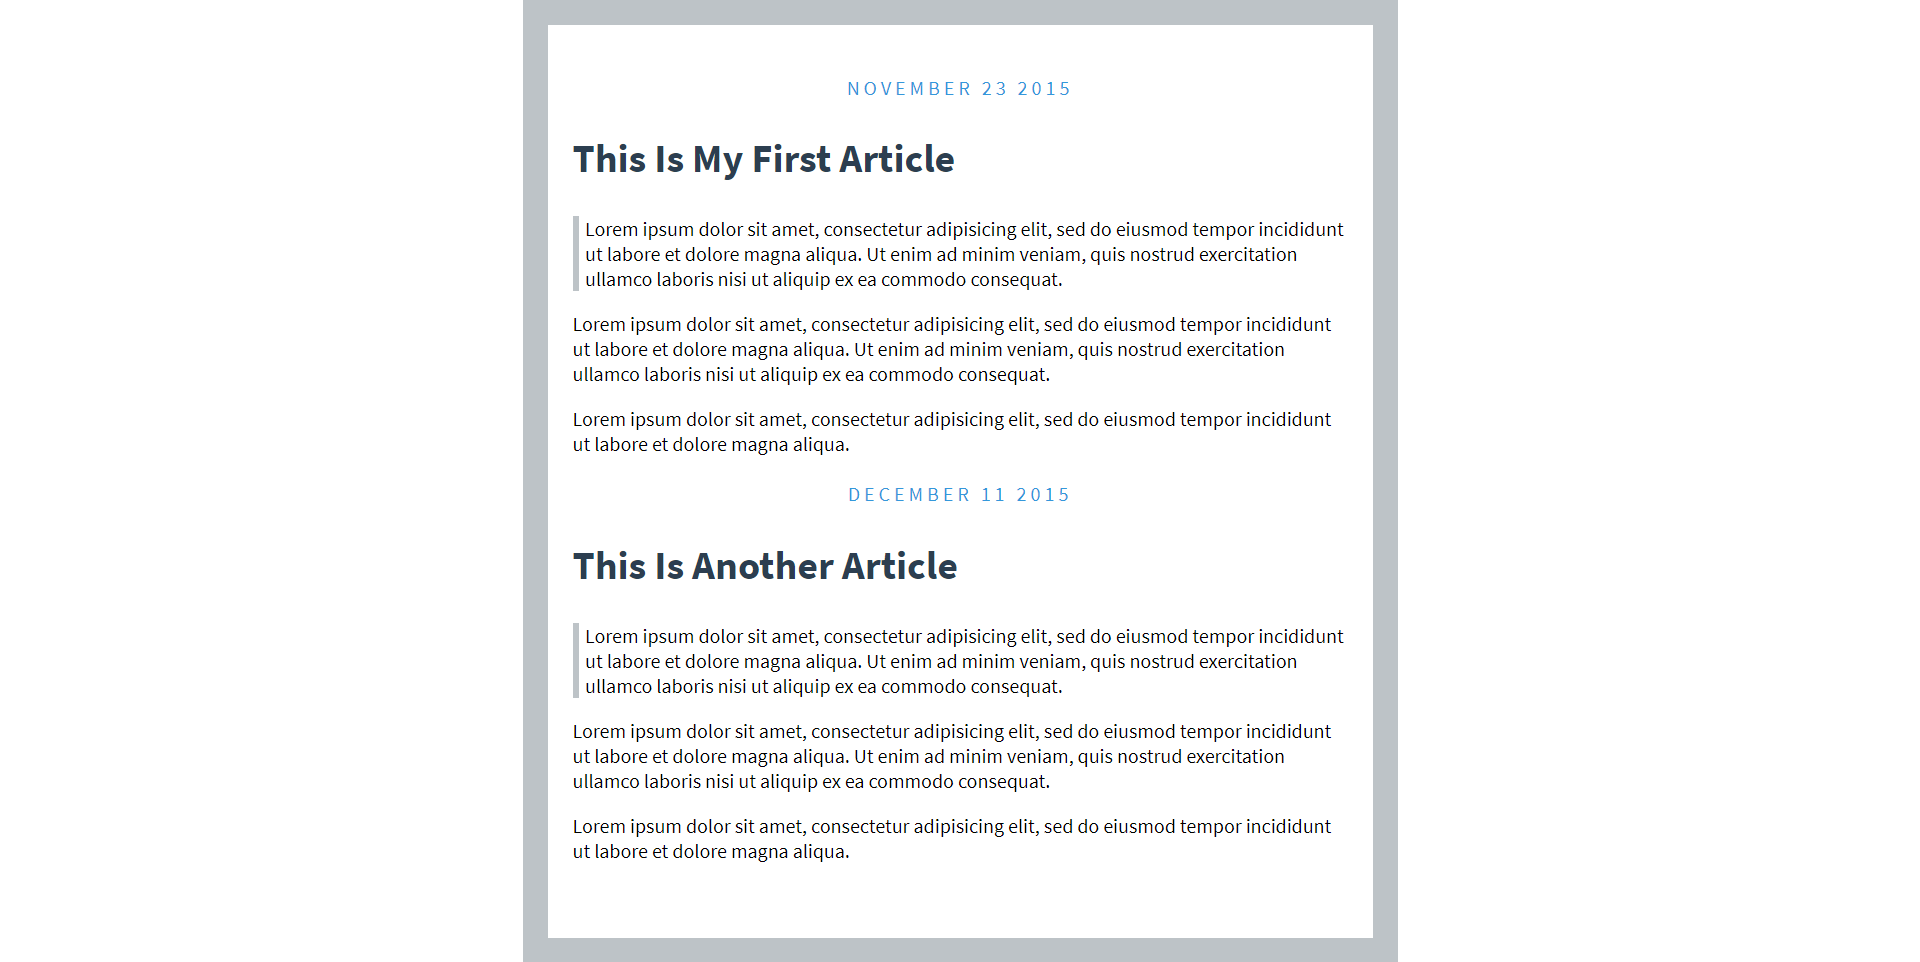 NOVEMBER 23 2015
This Is My First Article
Lorem ipsum dolor sit amet, consectetur adipisicing elit, sed do eiusmod tempor incididunt
ut labore et dolore magna aliqua. Ut enim ad minim veniam, quis nostrud exercitation
ullamco laboris nisi ut aliquip ex ea commodo consequat.
Lorem ipsum dolor sit amet, consectetur adipisicing elit, sed do eiusmod tempor incididunt
ut labore et dolore magna aliqua. Ut enim ad minim veniam, quis nostrud exercitation
ullamco laboris nisi ut aliquip ex ea commodo consequat.
Lorem ipsum dolor sit amet, consectetur adipisicing elit, sed do eiusmod tempor incididunt
ut labore et dolore magna aliqua.
DECEMBER 11 2015
This Is Another Article
Lorem ipsum dolor sit amet, consectetur adipisicing elit, sed do eiusmod tempor incididunt
ut labore et dolore magna aliqua. Ut enim ad minim veniam, quis nostrud exercitation
ullamco laboris nisi ut aliquip ex ea commodo consequat.
Lorem ipsum dolor sit amet, consectetur adipisicing elit, sed do eiusmod tempor incididunt
ut labore et dolore magna aliqua. Ut enim ad minim veniam, quis nostrud exercitation
ullamco laboris nisi ut aliquip ex ea commodo consequat.
Lorem ipsum dolor sit amet, consectetur adipisicing elit, sed do eiusmod tempor incididunt
ut labore et dolore magna aliqua.